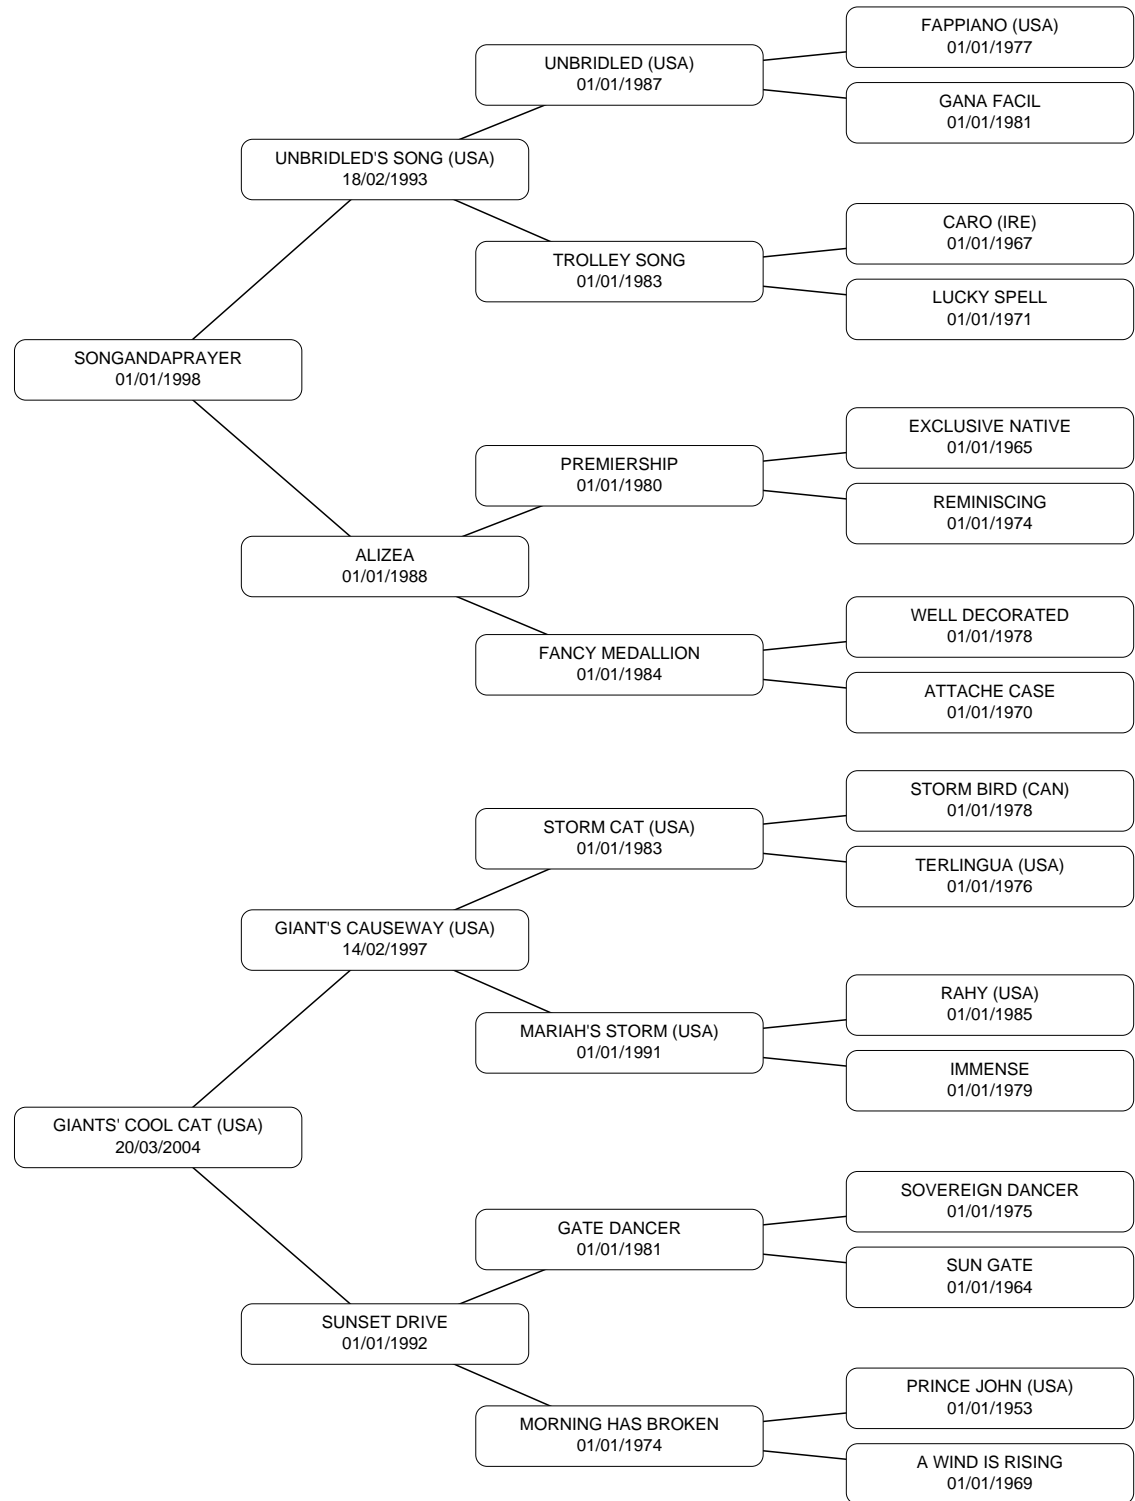 FAPPIANO (USA)
01/01/1977
UNBRIDLED (USA)
01/01/1987
GANA FACIL
01/01/1981
UNBRIDLED'S SONG (USA)
18/02/1993
CARO (IRE)
01/01/1967
TROLLEY SONG
01/01/1983
LUCKY SPELL
01/01/1971
SONGANDAPRAYER
01/01/1998
EXCLUSIVE NATIVE
01/01/1965
PREMIERSHIP
01/01/1980
REMINISCING
01/01/1974
ALIZEA
01/01/1988
WELL DECORATED
01/01/1978
FANCY MEDALLION
01/01/1984
ATTACHE CASE
01/01/1970
STORM BIRD (CAN)
01/01/1978
STORM CAT (USA)
01/01/1983
TERLINGUA (USA)
01/01/1976
GIANT'S CAUSEWAY (USA)
14/02/1997
RAHY (USA)
01/01/1985
MARIAH'S STORM (USA)
01/01/1991
IMMENSE
01/01/1979
GIANTS' COOL CAT (USA)
20/03/2004
SOVEREIGN DANCER
01/01/1975
GATE DANCER
01/01/1981
SUN GATE
01/01/1964
SUNSET DRIVE
01/01/1992
PRINCE JOHN (USA)
01/01/1953
MORNING HAS BROKEN
01/01/1974
A WIND IS RISING
01/01/1969